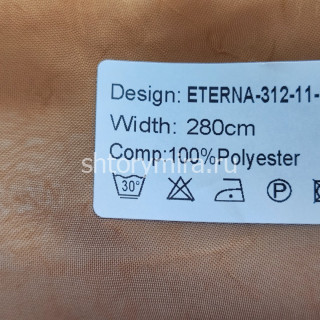 Design: ETERNA-312-11-
Width: 280cm
Comp:100%Polyester
shtorymira.ru
30°
P